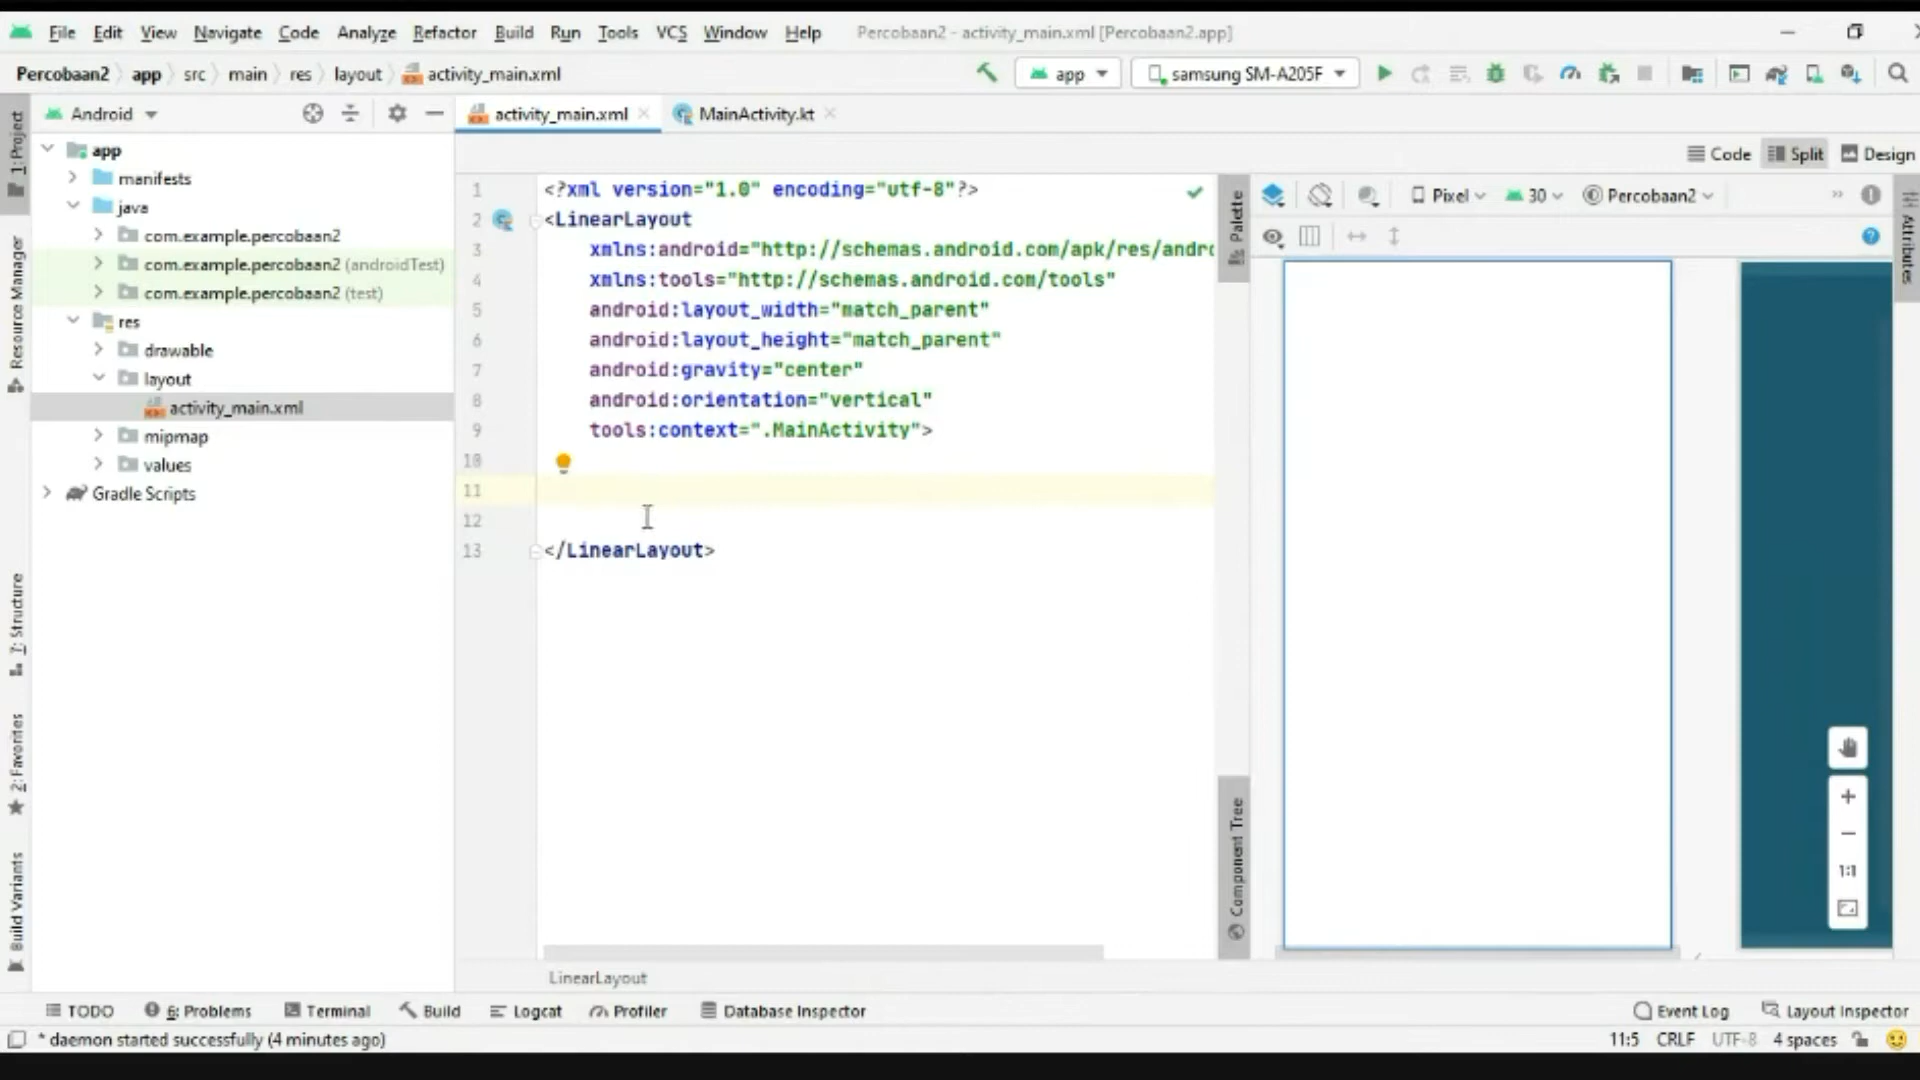 File Edit View Navigate Code Analyze Refactor Build Run Tools VCS Window Help Percobaan2 - activity_main.xml [Percobaan2.app]
Percobaan2 app src main res layout activity_main.xml app samsung SM-A205F
Android activity_main.xml MainActivity.kt
Code Split Design
1: Project
Resource Manager
7: Structure
2: Favorites
Build Variants
app
manifests
java
com.example.percobaan2
com.example.percobaan2 (androidTest)
com.example.percobaan2 (test)
res
drawable
layout
activity_main.xml
mipmap
values
Gradle Scripts
1 <?xml version="1.0" encoding="utf-8"?>
2 <LinearLayout
3 xmlns:android="http://schemas.android.com/apk/res/andro
4 xmlns:tools="http://schemas.android.com/tools"
5 android:layout_width="match_parent"
6 android:layout_height="match_parent"
7 android:gravity="center"
8 android:orientation="vertical"
9 tools:context=".MainActivity">
10
11
12
13 </LinearLayout>
LinearLayout
Palette
Component Tree
Pixel 30 Percobaan2
Attributes
1:1
TODO 6: Problems Terminal Build Logcat Profiler Database Inspector Event Log Layout Inspector
* daemon started successfully (4 minutes ago) 11:5 CRLF UTF-8 4 spaces